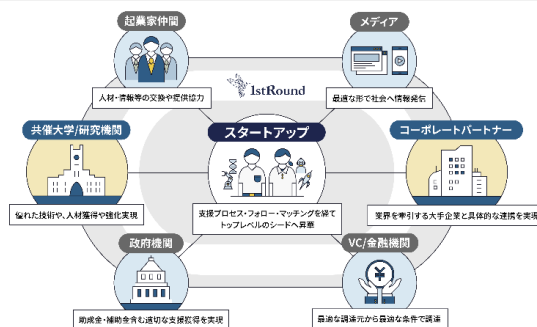 起業家仲間
人材・情報等の交換や提供協力
メディア
最適な形で社会へ情報発信
1stRound
共催大学/研究機関
優れた技術や、人材獲得や強化実現
スタートアップ
支援プロセス・フォロー・マッチングを経て
トップレベルのシードへ昇華
コーポレートパートナー
業界を牽引する大手企業と具体的な連携を実現
政府機関
助成金・補助金含む適切な支援獲得を実現
VC/金融機関
¥
最適な調達元から最適な条件で調達